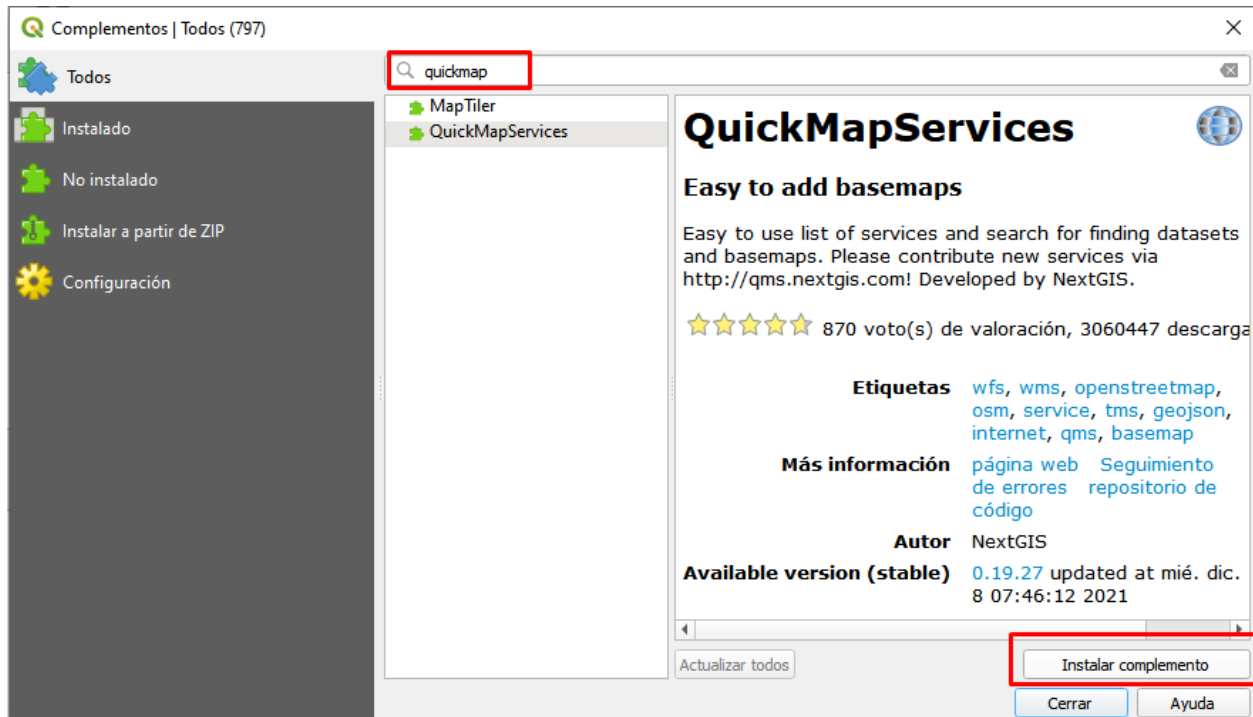 Complementos | Todos (797)
Todos
Instalado
No instalado
Instalar a partir de ZIP
Configuración
quickmap
MapTiler
QuickMapServices
QuickMapServices
Easy to add basemaps
Easy to use list of services and search for finding datasets
and basemaps. Please contribute new services via
http://qms.nextgis.com! Developed by NextGIS.
870 voto(s) de valoración, 3060447 descarga
Etiquetas wfs, wms, openstreetmap,
osm, service, tms, geojson,
internet, qms, basemap
Más información página web Seguimiento
de errores repositorio de
código
Autor NextGIS
Available version (stable) 0.19.27 updated at mié. dic.
8 07:46:12 2021
Actualizar todos
Instalar complemento
Cerrar
Ayuda